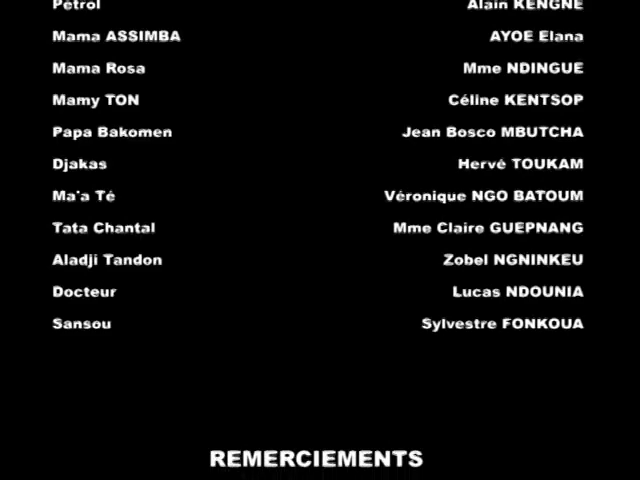 Pétrol Alain KENGNE
Mama ASSIMBA AYOE Elana
Mama Rosa Mme NDINGUE
Mamy TON Céline KENTSOP
Papa Bakomen Jean Bosco MBUTCHA
Djakas Hervé TOUKAM
Ma'a Té Véronique NGO BATOUM
Tata Chantal Mme Claire GUEPNANG
Aladji Tandon Zobel NGNINKEU
Docteur Lucas NDOUNIA
Sansou Sylvestre FONKOUA
REMERCIEMENTS